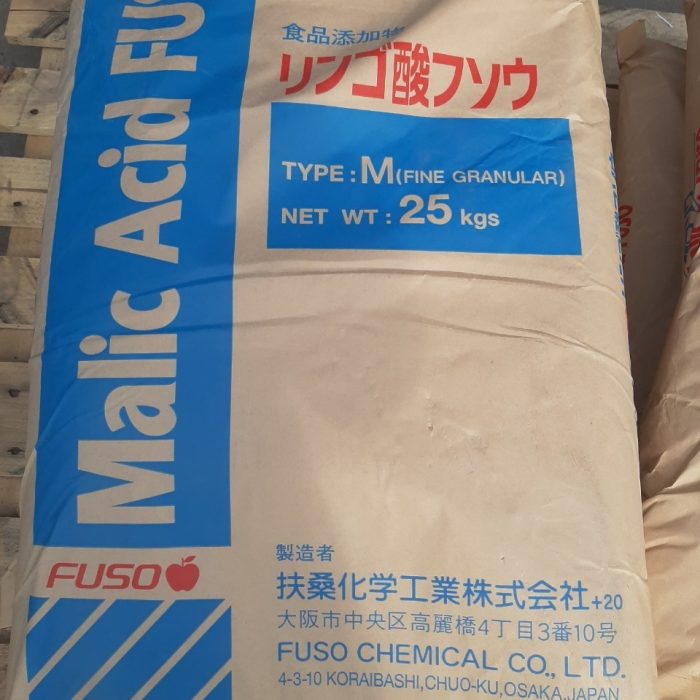 Malic Acid FUS
食品添加物
リンゴ酸フソウ
TYPE : M (FINE GRANULAR)
NET WT : 25 kgs
FUSO
製造者
扶桑化学工業株式会社+20
大阪市中央区高麗橋4丁目3番10号
FUSO CHEMICAL CO., LTD.
4-3-10 KORAIBASHI,CHUO-KU,OSAKA,JAPAN